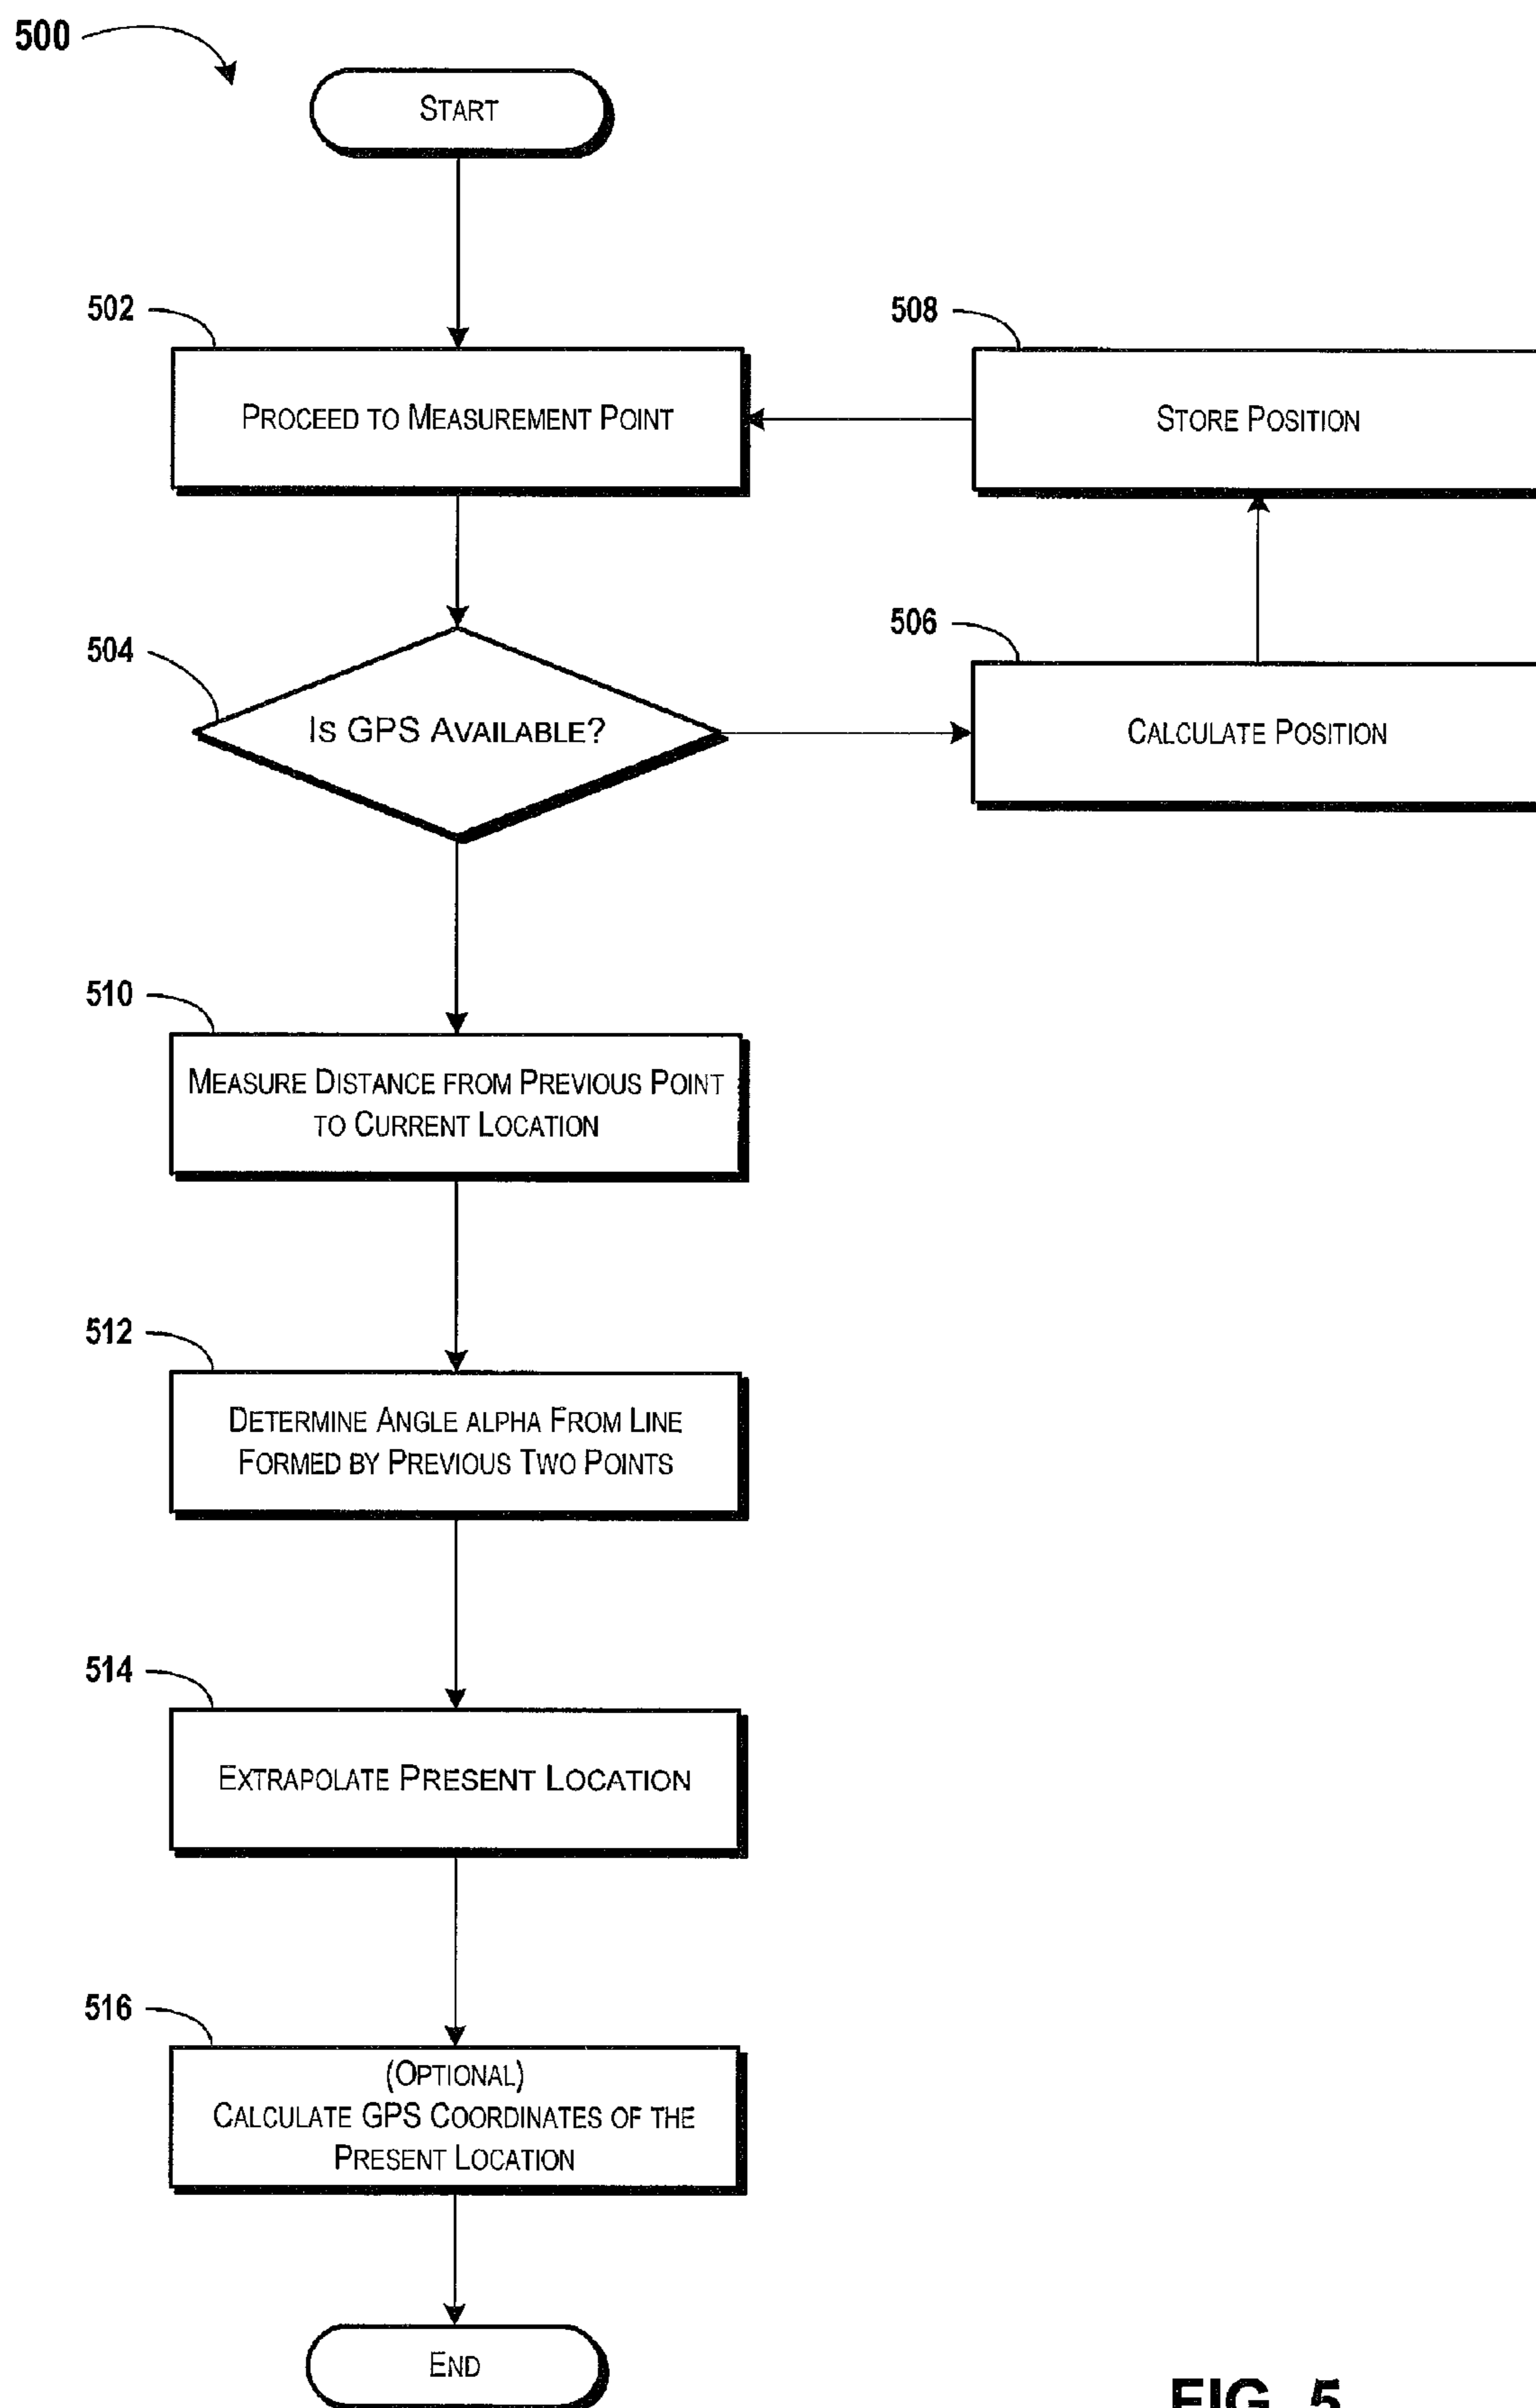 500
START
502
PROCEED TO MEASUREMENT POINT
508
STORE POSITION
504
IS GPS AVAILABLE?
506
CALCULATE POSITION
510
MEASURE DISTANCE FROM PREVIOUS POINT
TO CURRENT LOCATION
512
DETERMINE ANGLE ALPHA FROM LINE
FORMED BY PREVIOUS TWO POINTS
514
EXTRAPOLATE PRESENT LOCATION
516
(OPTIONAL)
CALCULATE GPS COORDINATES OF THE
PRESENT LOCATION
END
FIG. 5